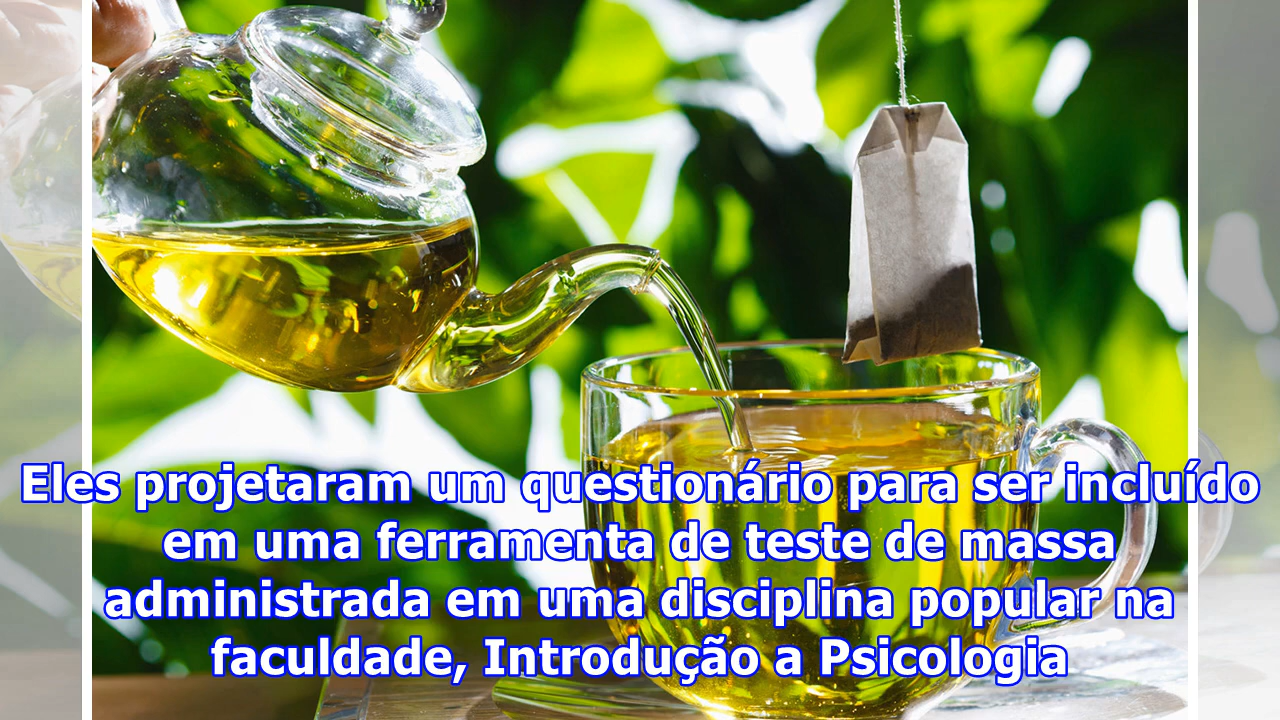 Eles projetaram um questionário para ser incluído
em uma ferramenta de teste de massa
administrada em uma disciplina popular na
faculdade, Introdução a Psicologia